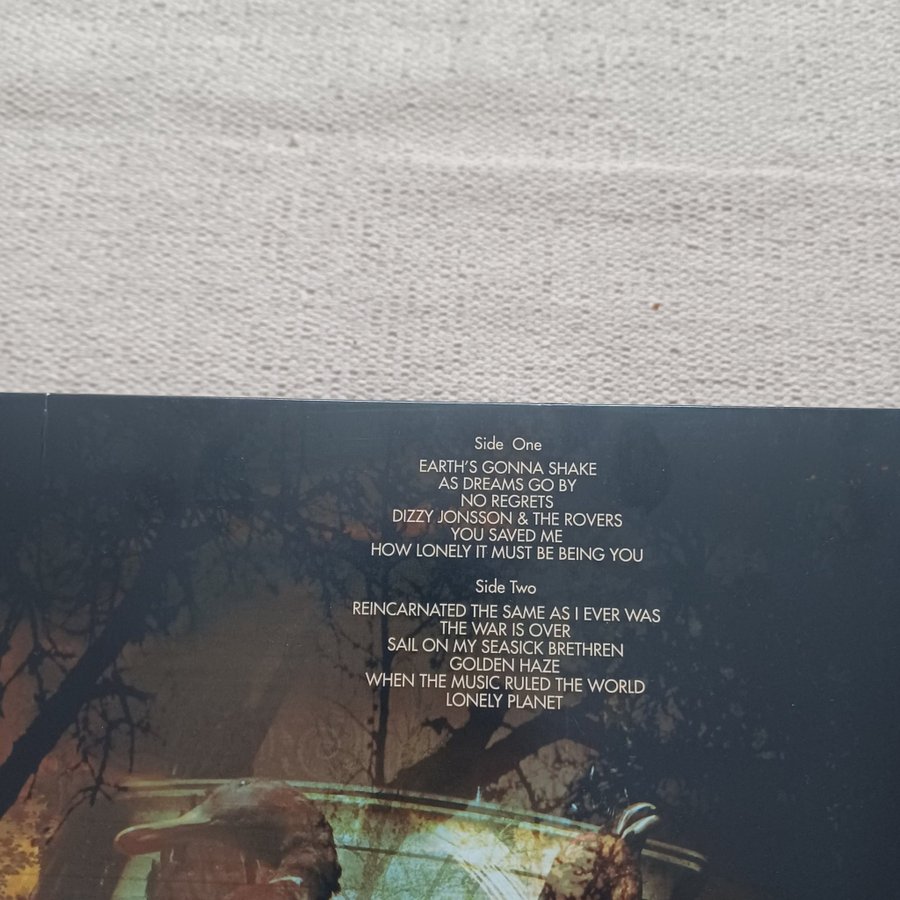 Side One
EARTH'S GONNA SHAKE
AS DREAMS GO BY
NO REGRETS
DIZZY JONSSON & THE ROVERS
YOU SAVED ME
HOW LONELY IT MUST BE BEING YOU
Side Two
REINCARNATED THE SAME AS I EVER WAS
THE WAR IS OVER
SAIL ON MY SEASICK BRETHREN
GOLDEN HAZE
WHEN THE MUSIC RULED THE WORLD
LONELY PLANET